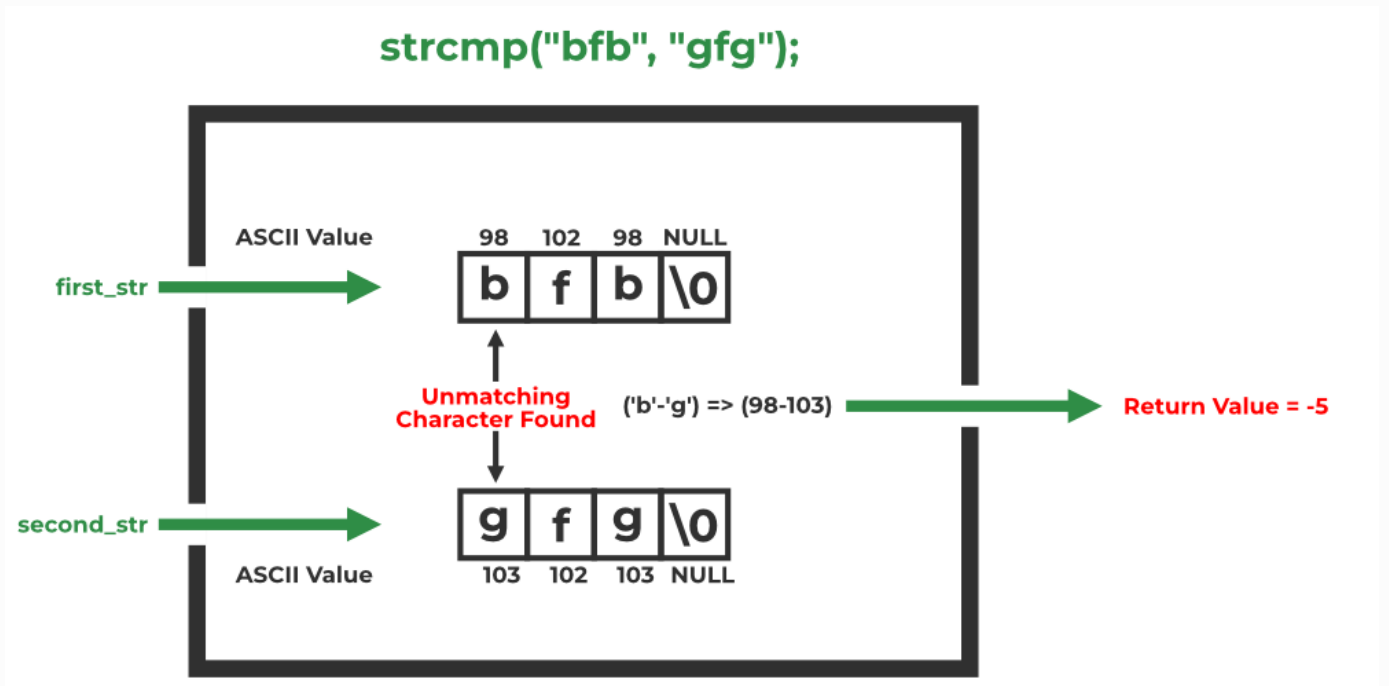 strcmp("bfb", "gfg");
ASCII Value
98 102 98 NULL
first_str
b f b \0
Unmatching
Character Found
('b'-'g') => (98-103)
Return Value = -5
second_str
g f g \0
ASCII Value
103 102 103 NULL